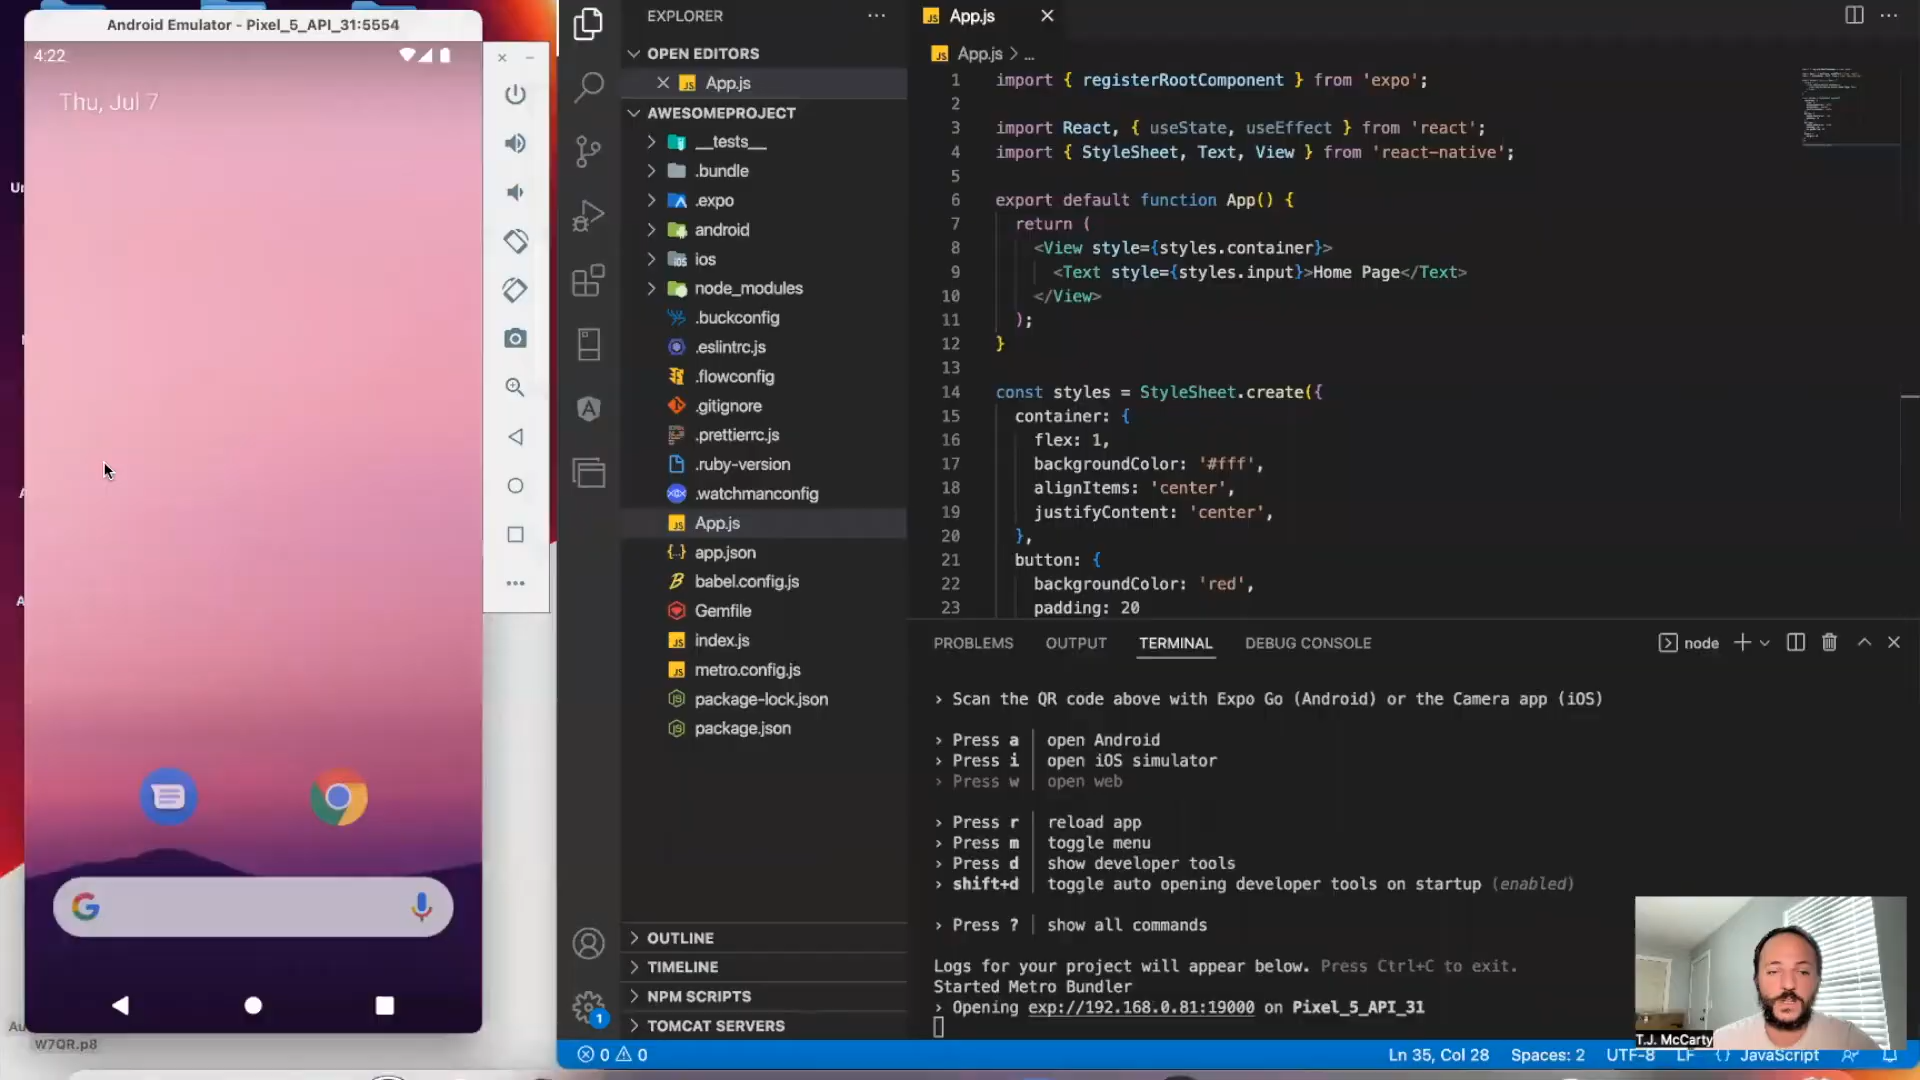 Android Emulator - Pixel_5_API_31:5554
4:22
Thu, Jul 7
W7QR.p8
EXPLORER
OPEN EDITORS
App.js
AWESOMEPROJECT
__tests__
.bundle
.expo
android
ios
node_modules
.buckconfig
.eslintrc.js
.flowconfig
.gitignore
.prettierrc.js
.ruby-version
.watchmanconfig
App.js
app.json
babel.config.js
Gemfile
index.js
metro.config.js
package-lock.json
package.json
OUTLINE
TIMELINE
NPM SCRIPTS
TOMCAT SERVERS
1
App.js
App.js > ...
1 import { registerRootComponent } from 'expo';
2
3 import React, { useState, useEffect } from 'react';
4 import { StyleSheet, Text, View } from 'react-native';
5
6 export default function App() {
7 return (
8 <View style={styles.container}>
9 <Text style={styles.input}>Home Page</Text>
10 </View>
11 );
12 }
13
14 const styles = StyleSheet.create({
15 container: {
16 flex: 1,
17 backgroundColor: '#fff',
18 alignItems: 'center',
19 justifyContent: 'center',
20 },
21 button: {
22 backgroundColor: 'red',
23 padding: 20
PROBLEMS OUTPUT TERMINAL DEBUG CONSOLE node
› Scan the QR code above with Expo Go (Android) or the Camera app (iOS)
› Press a │ open Android
› Press i │ open iOS simulator
› Press w │ open web
› Press r │ reload app
› Press m │ toggle menu
› Press d │ show developer tools
› shift+d │ toggle auto opening developer tools on startup (enabled)
› Press ? │ show all commands
Logs for your project will appear below. Press Ctrl+C to exit.
Started Metro Bundler
› Opening exp://192.168.0.81:19000 on Pixel_5_API_31
T.J. McCarty
0 0 Ln 35, Col 28 Spaces: 2 UTF-8 LF {} JavaScript